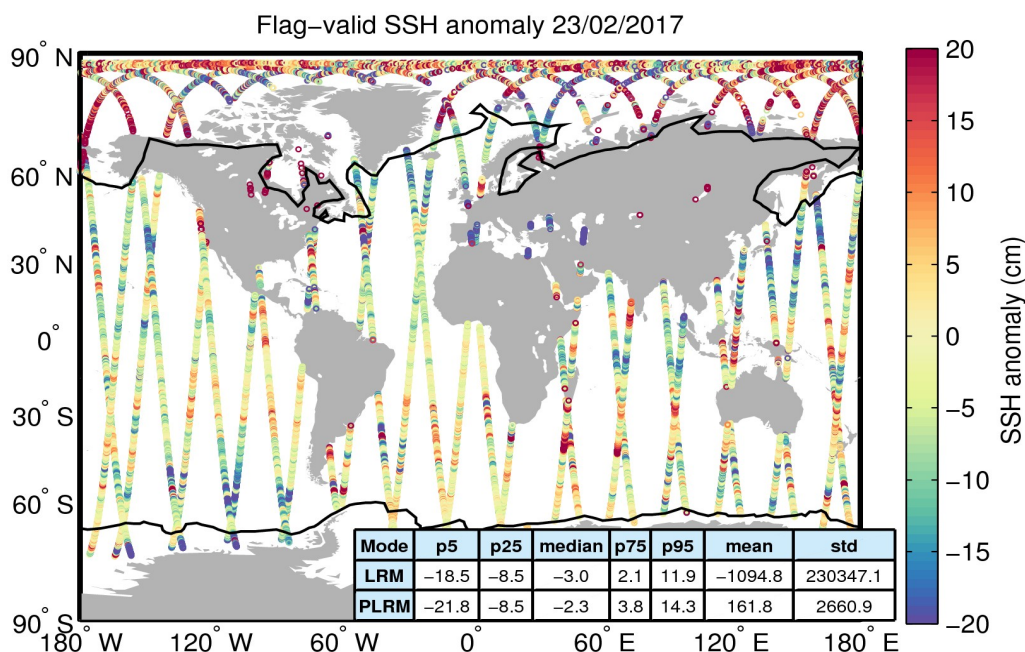 Flag−valid SSH anomaly 23/02/2017
90° N
60° N
30° N
0°
30° S
60° S
90° S
180° W
120° W
60° W
0°
60° E
120° E
180° E
Mode p5 p25 median p75 p95 mean std
LRM −18.5 −8.5 −3.0 2.1 11.9 −1094.8 230347.1
PLRM −21.8 −8.5 −2.3 3.8 14.3 161.8 2660.9
20
15
10
5
0
−5
−10
−15
−20
SSH anomaly (cm)